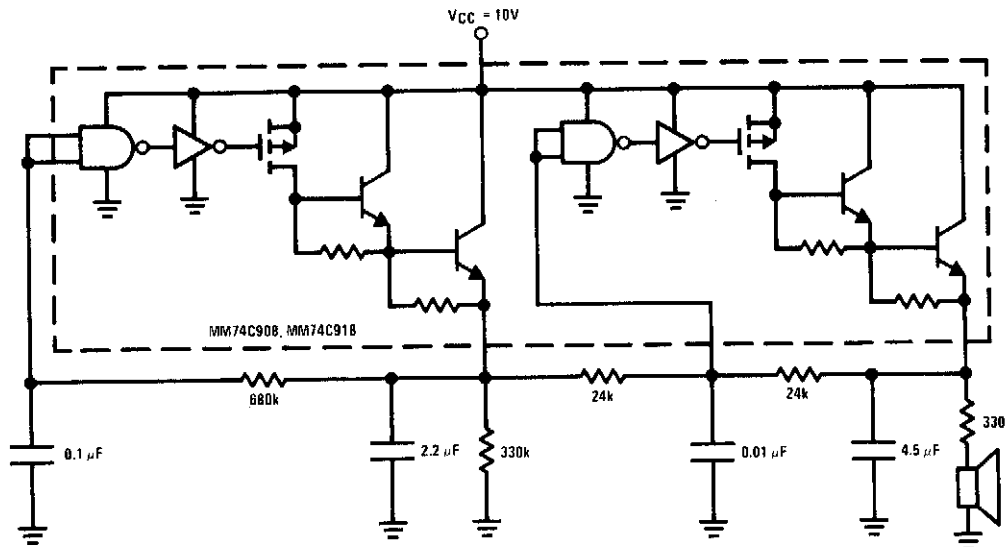 VCC = 10V
MM74C908, MM74C918
680k
24k
24k
0.1 μF
2.2 μF
330k
0.01 μF
4.5 μF
330